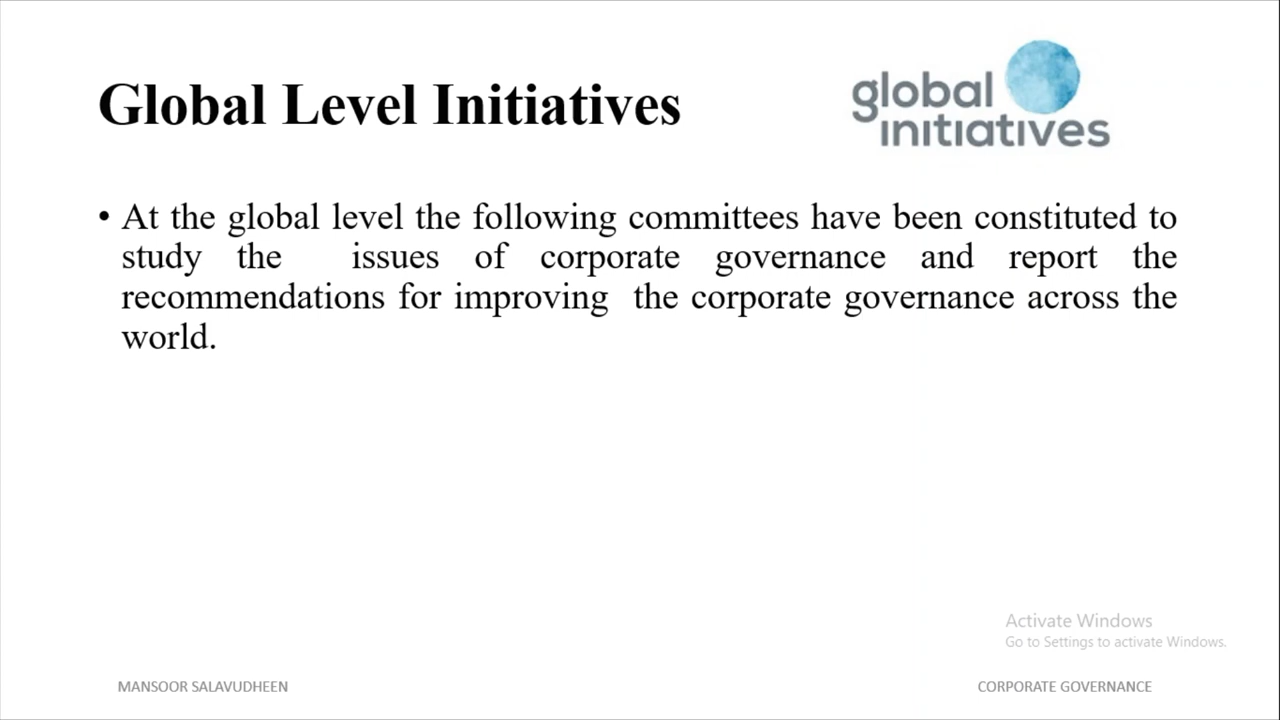 Global Level Initiatives
global
initiatives
• At the global level the following committees have been constituted to
study the issues of corporate governance and report the
recommendations for improving the corporate governance across the
world.
Activate Windows
Go to Settings to activate Windows.
MANSOOR SALAVUDHEEN
CORPORATE GOVERNANCE